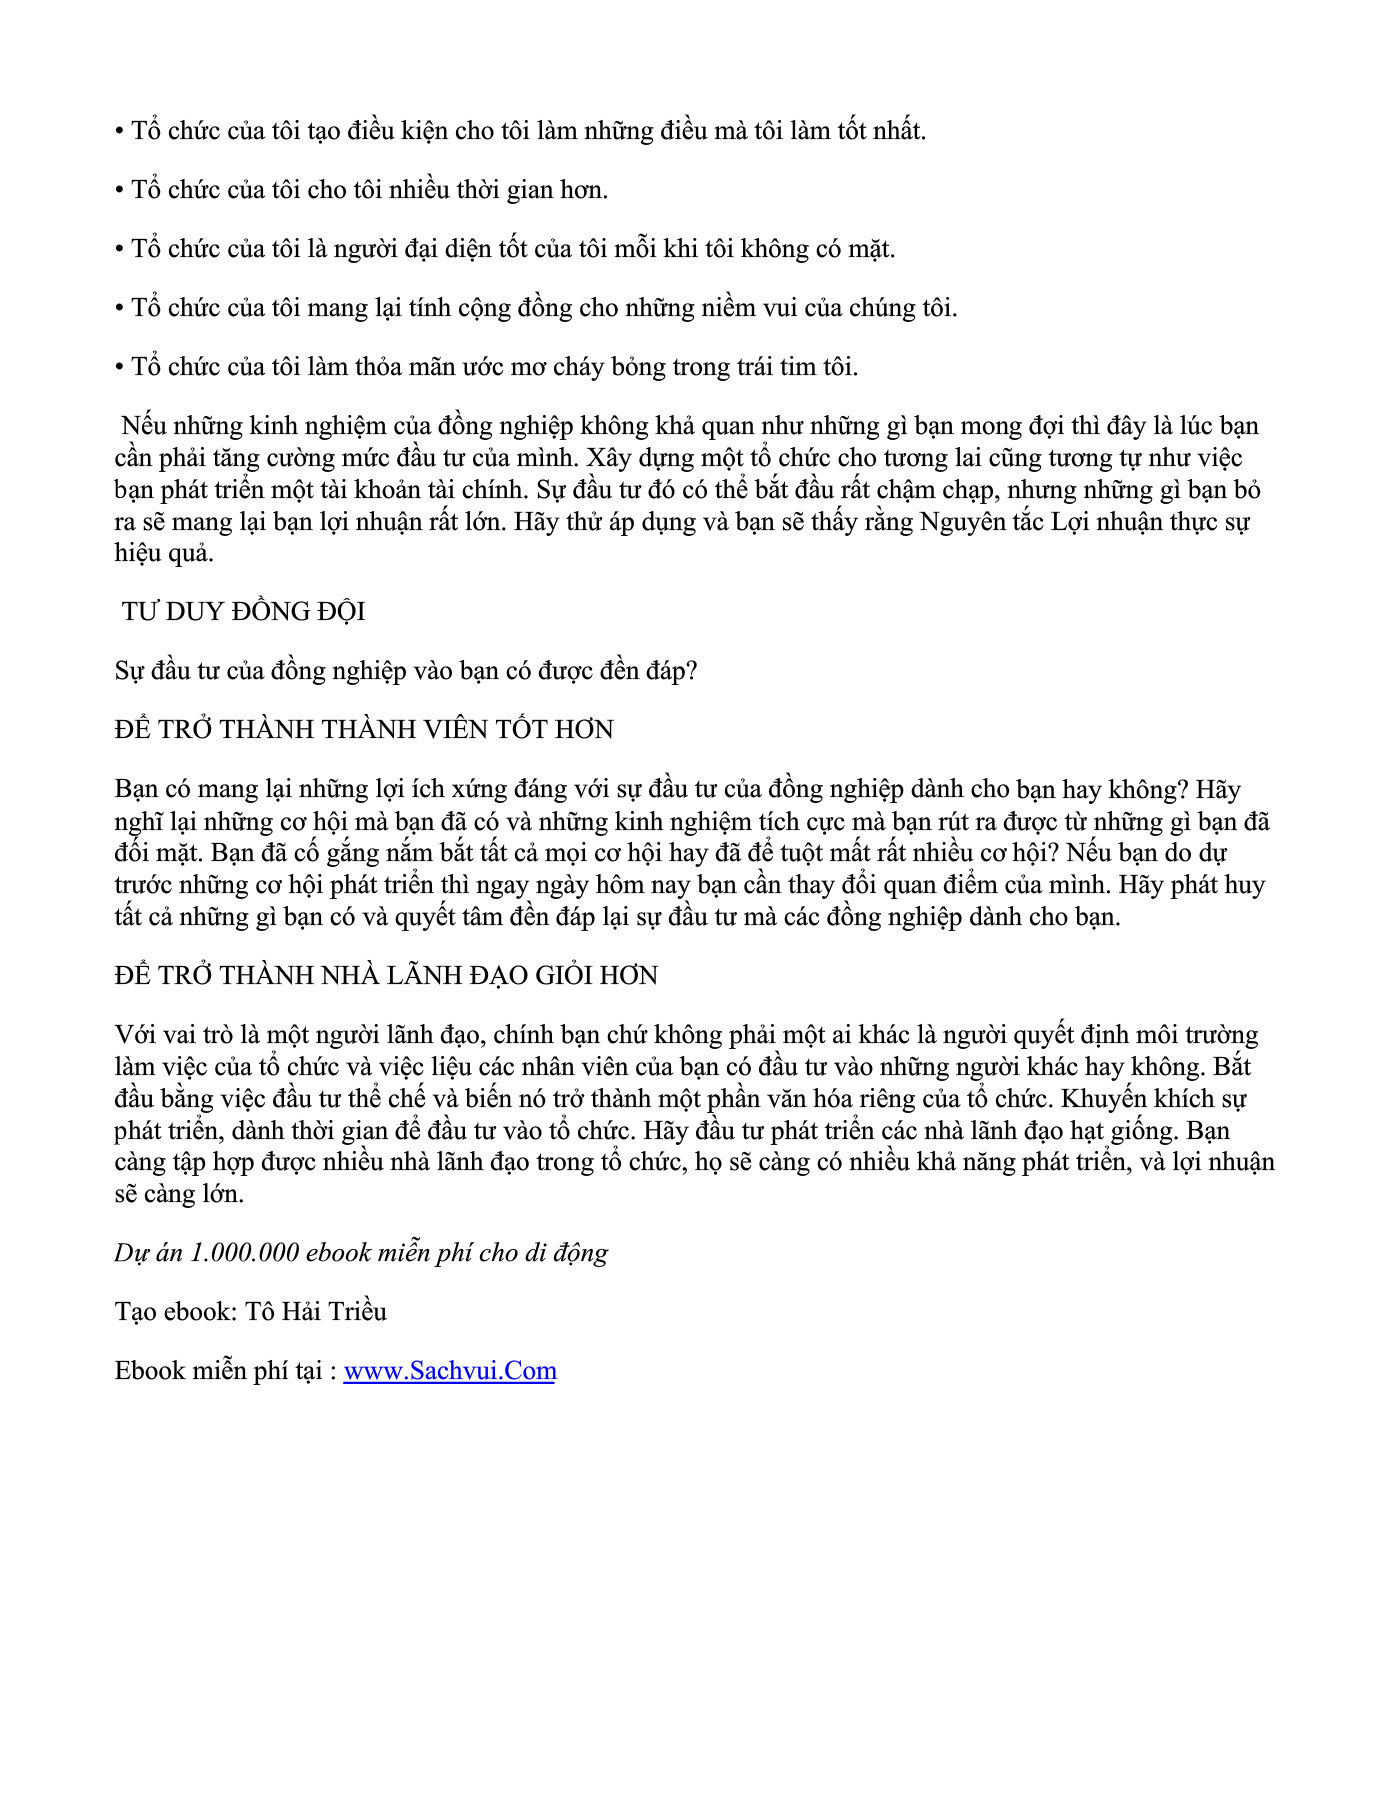 • Tổ chức của tôi tạo điều kiện cho tôi làm những điều mà tôi làm tốt nhất.
• Tổ chức của tôi cho tôi nhiều thời gian hơn.
• Tổ chức của tôi là người đại diện tốt của tôi mỗi khi tôi không có mặt.
• Tổ chức của tôi mang lại tính cộng đồng cho những niềm vui của chúng tôi.
• Tổ chức của tôi làm thỏa mãn ước mơ cháy bỏng trong trái tim tôi.
Nếu những kinh nghiệm của đồng nghiệp không khả quan như những gì bạn mong đợi thì đây là lúc bạn
cần phải tăng cường mức đầu tư của mình. Xây dựng một tổ chức cho tương lai cũng tương tự như việc
bạn phát triển một tài khoản tài chính. Sự đầu tư đó có thể bắt đầu rất chậm chạp, nhưng những gì bạn bỏ
ra sẽ mang lại bạn lợi nhuận rất lớn. Hãy thử áp dụng và bạn sẽ thấy rằng Nguyên tắc Lợi nhuận thực sự
hiệu quả.
TƯ DUY ĐỒNG ĐỘI
Sự đầu tư của đồng nghiệp vào bạn có được đền đáp?
ĐỂ TRỞ THÀNH THÀNH VIÊN TỐT HƠN
Bạn có mang lại những lợi ích xứng đáng với sự đầu tư của đồng nghiệp dành cho bạn hay không? Hãy
nghĩ lại những cơ hội mà bạn đã có và những kinh nghiệm tích cực mà bạn rút ra được từ những gì bạn đã
đối mặt. Bạn đã cố gắng nắm bắt tất cả mọi cơ hội hay đã để tuột mất rất nhiều cơ hội? Nếu bạn do dự
trước những cơ hội phát triển thì ngay ngày hôm nay bạn cần thay đổi quan điểm của mình. Hãy phát huy
tất cả những gì bạn có và quyết tâm đền đáp lại sự đầu tư mà các đồng nghiệp dành cho bạn.
ĐỂ TRỞ THÀNH NHÀ LÃNH ĐẠO GIỎI HƠN
Với vai trò là một người lãnh đạo, chính bạn chứ không phải một ai khác là người quyết định môi trường
làm việc của tổ chức và việc liệu các nhân viên của bạn có đầu tư vào những người khác hay không. Bắt
đầu bằng việc đầu tư thể chế và biến nó trở thành một phần văn hóa riêng của tổ chức. Khuyến khích sự
phát triển, dành thời gian để đầu tư vào tổ chức. Hãy đầu tư phát triển các nhà lãnh đạo hạt giống. Bạn
càng tập hợp được nhiều nhà lãnh đạo trong tổ chức, họ sẽ càng có nhiều khả năng phát triển, và lợi nhuận
sẽ càng lớn.
Dự án 1.000.000 ebook miễn phí cho di động
Tạo ebook: Tô Hải Triều
Ebook miễn phí tại : www.Sachvui.Com